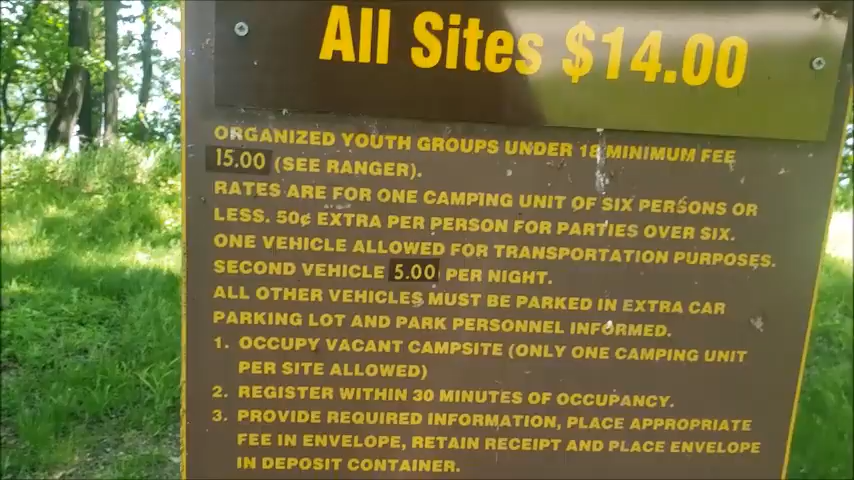 All Sites $14.00
ORGANIZED YOUTH GROUPS UNDER 18 MINIMUM FEE
15.00 (SEE RANGER).
RATES ARE FOR ONE CAMPING UNIT OF SIX PERSONS OR
LESS. 50¢ EXTRA PER PERSON FOR PARTIES OVER SIX.
ONE VEHICLE ALLOWED FOR TRANSPORTATION PURPOSES.
SECOND VEHICLE 5.00 PER NIGHT.
ALL OTHER VEHICLES MUST BE PARKED IN EXTRA CAR
PARKING LOT AND PARK PERSONNEL INFORMED.
1. OCCUPY VACANT CAMPSITE (ONLY ONE CAMPING UNIT
PER SITE ALLOWED)
2. REGISTER WITHIN 30 MINUTES OF OCCUPANCY.
3. PROVIDE REQUIRED INFORMATION, PLACE APPROPRIATE
FEE IN ENVELOPE, RETAIN RECEIPT AND PLACE ENVELOPE
IN DEPOSIT CONTAINER.